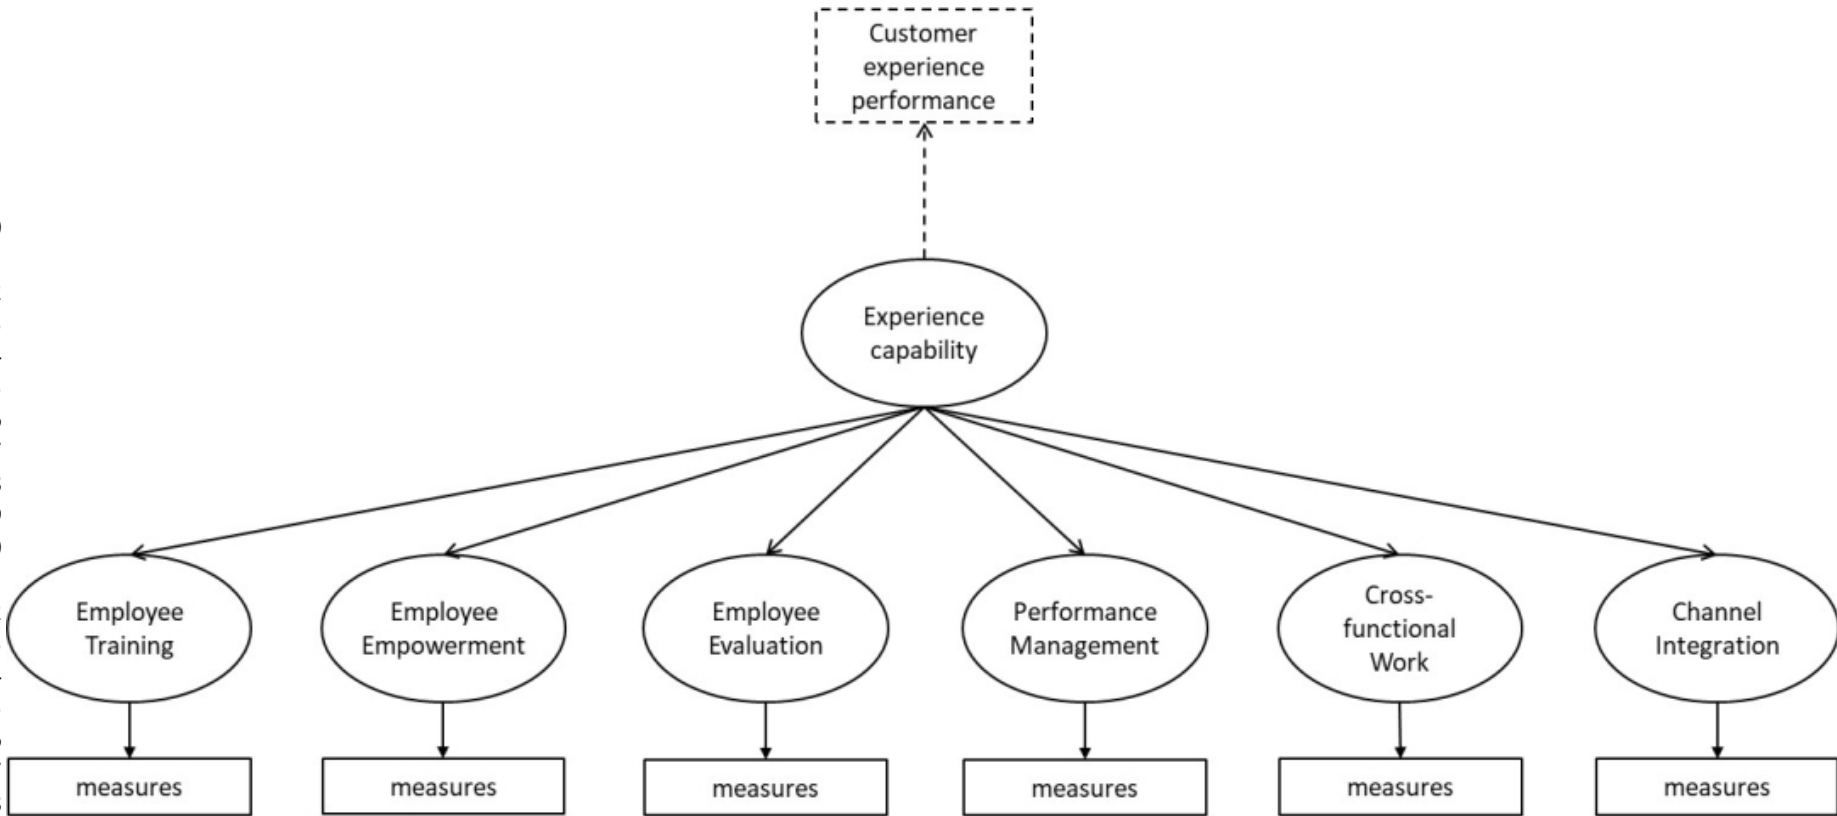 Customer
experience
performance
Experience
capability
Employee
Training
Employee
Empowerment
Employee
Evaluation
Performance
Management
Cross-
functional
Work
Channel
Integration
measures
measures
measures
measures
measures
measures